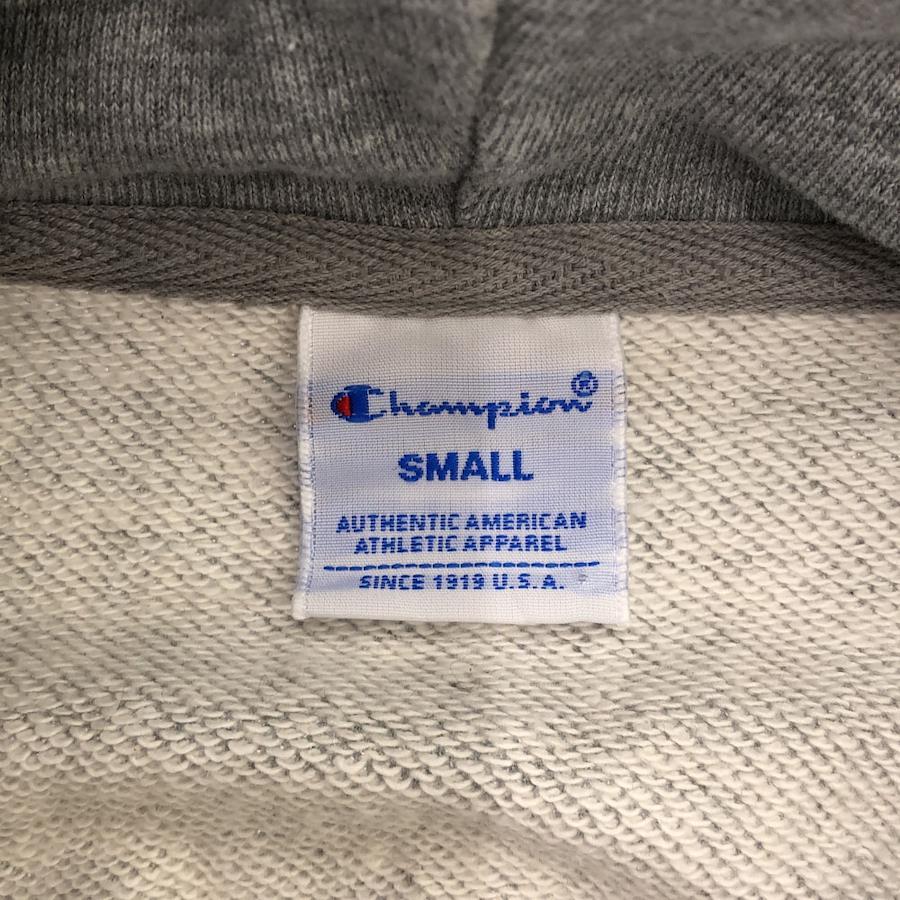 Champion®
SMALL
AUTHENTIC AMERICAN
ATHLETIC APPAREL
SINCE 1919 U.S.A.